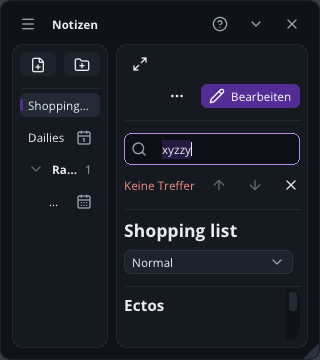 Notizen
Shopping...
Dailies
Ra... 1
...
Bearbeiten
xyzzy
Keine Treffer
Shopping list
Normal
Ectos